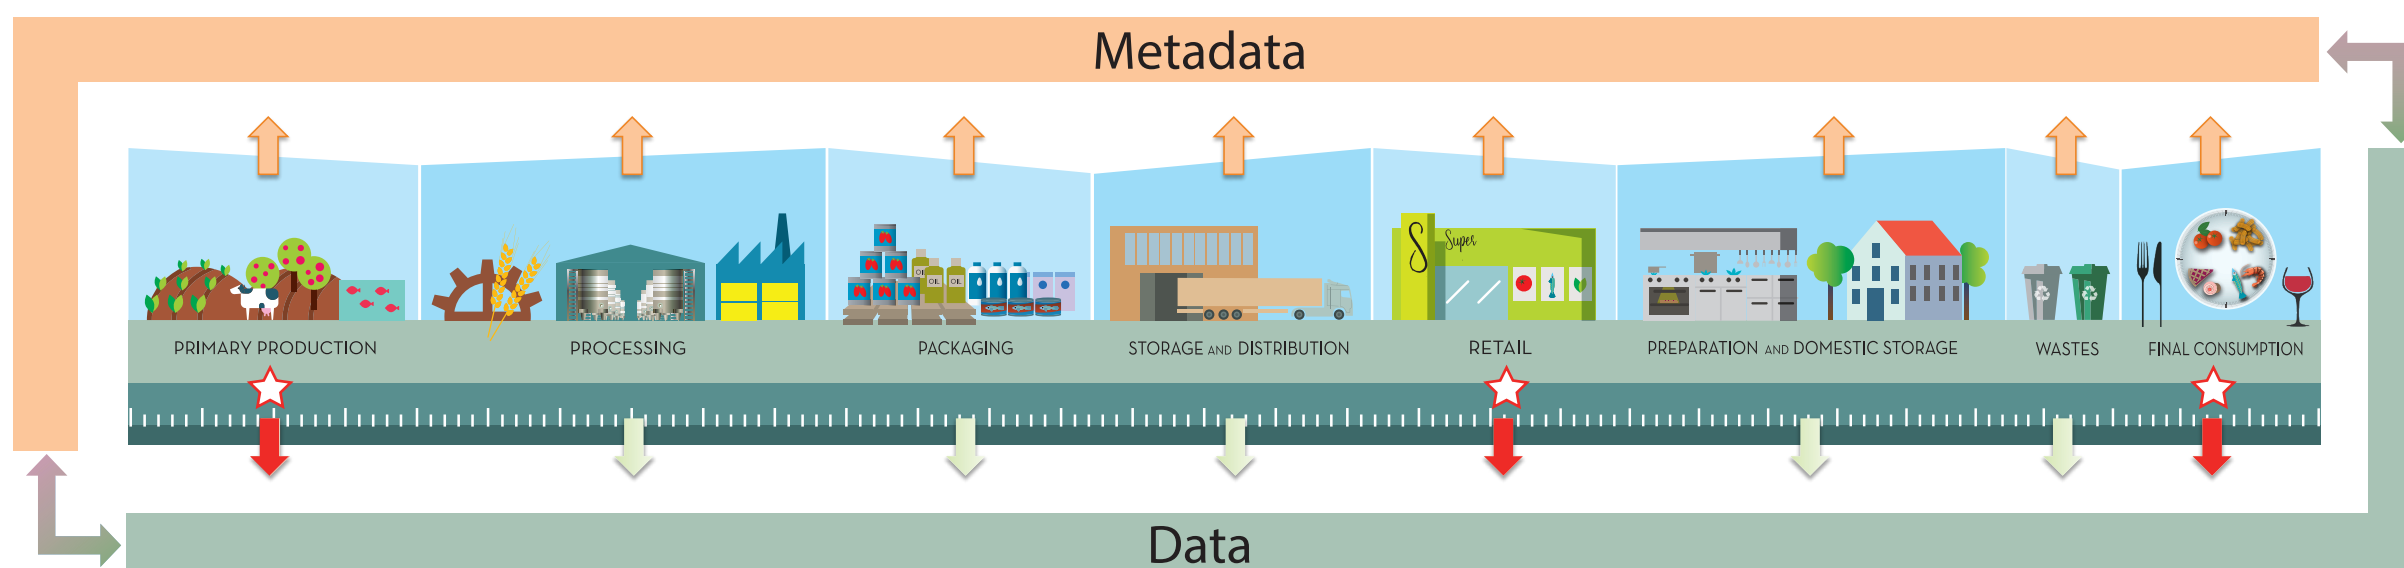 Metadata
S Super
OIL OIL OIL
PRIMARY PRODUCTION
PROCESSING
PACKAGING
STORAGE AND DISTRIBUTION
RETAIL
PREPARATION AND DOMESTIC STORAGE
WASTES
FINAL CONSUMPTION
Data